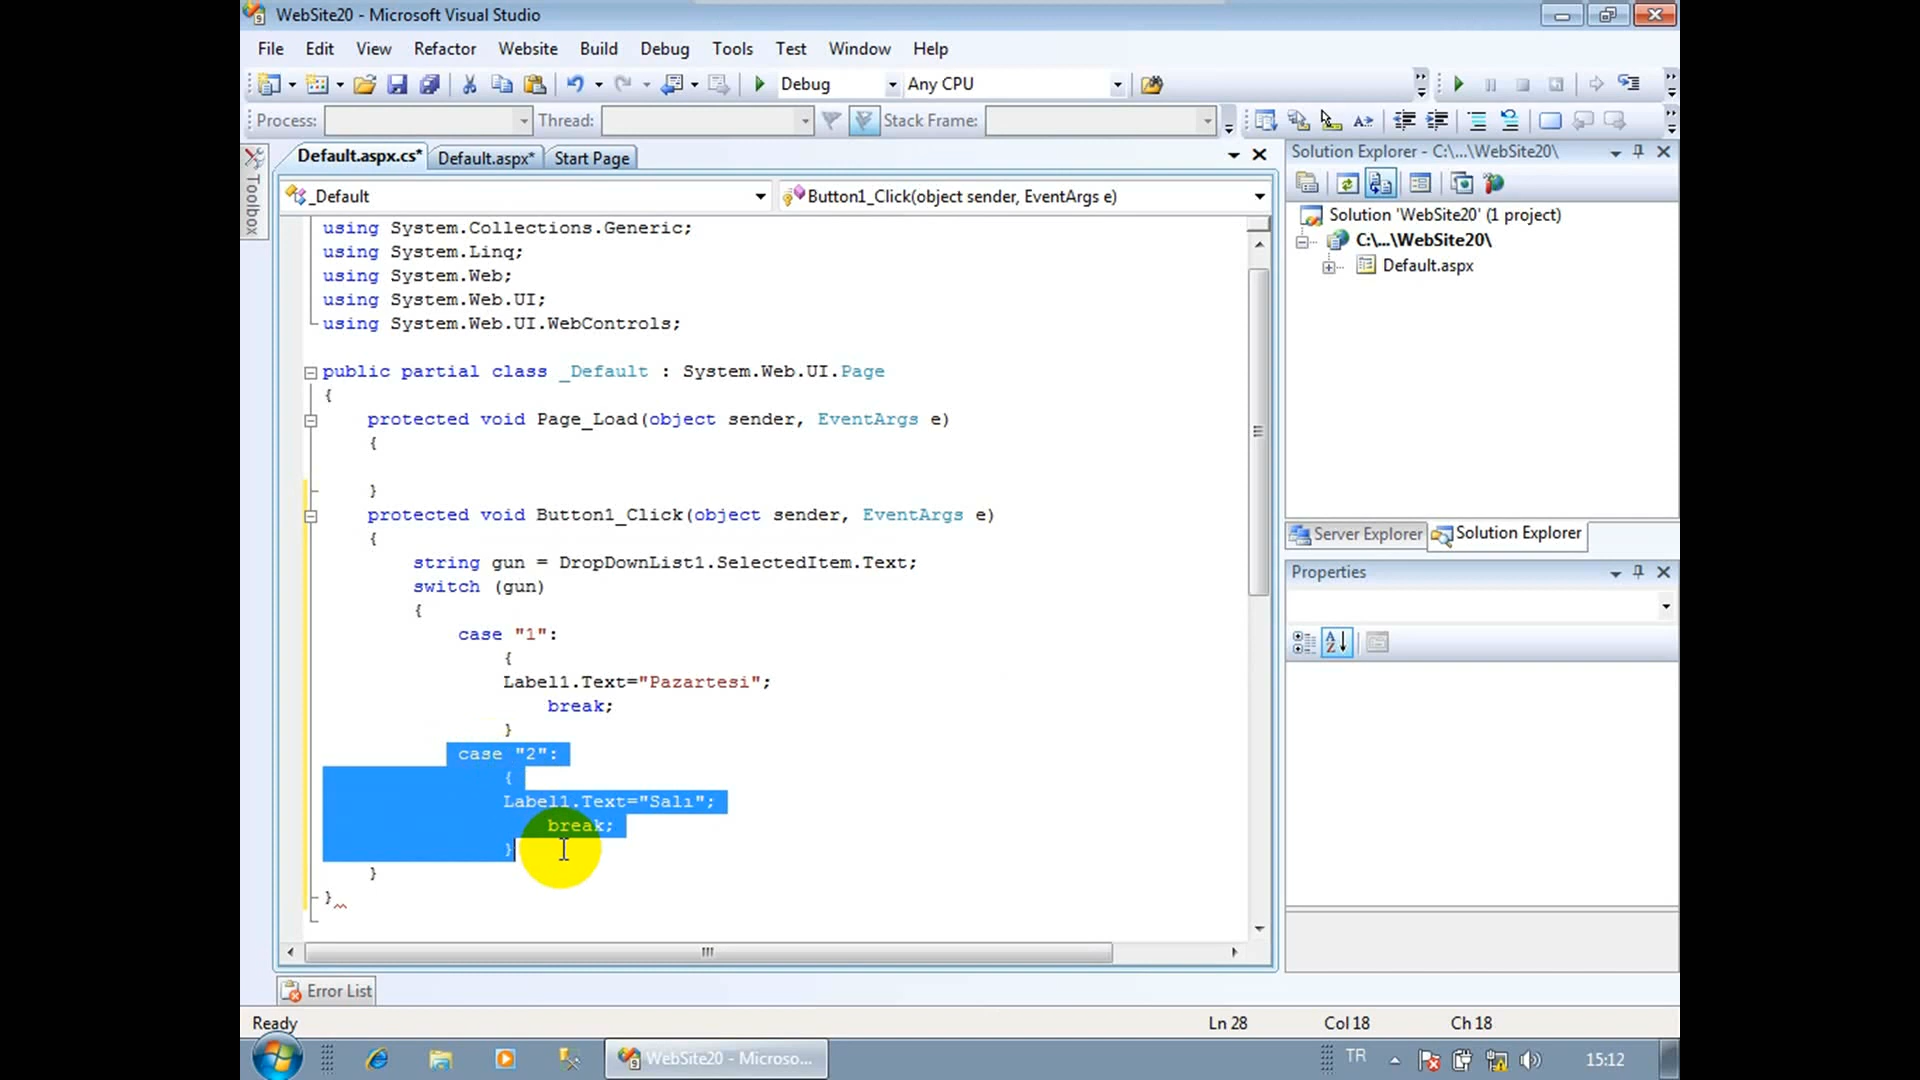 WebSite20 - Microsoft Visual Studio
File Edit View Refactor Website Build Debug Tools Test Window Help
Debug Any CPU
Process: Thread: Stack Frame:
Toolbox
Default.aspx.cs* Default.aspx* Start Page
_Default Button1_Click(object sender, EventArgs e)
using System.Collections.Generic;
using System.Linq;
using System.Web;
using System.Web.UI;
using System.Web.UI.WebControls;
public partial class _Default : System.Web.UI.Page
{
protected void Page_Load(object sender, EventArgs e)
{
}
protected void Button1_Click(object sender, EventArgs e)
{
string gun = DropDownList1.SelectedItem.Text;
switch (gun)
{
case "1":
{
Label1.Text="Pazartesi";
break;
}
case "2":
{
Label1.Text="Salı";
break;
}
}
}
Solution Explorer - C:\...\WebSite20\
Solution 'WebSite20' (1 project)
C:\...\WebSite20\
Default.aspx
Server Explorer Solution Explorer
Properties
Error List
Ready Ln 28 Col 18 Ch 18
WebSite20 - Microso...
TR 15:12